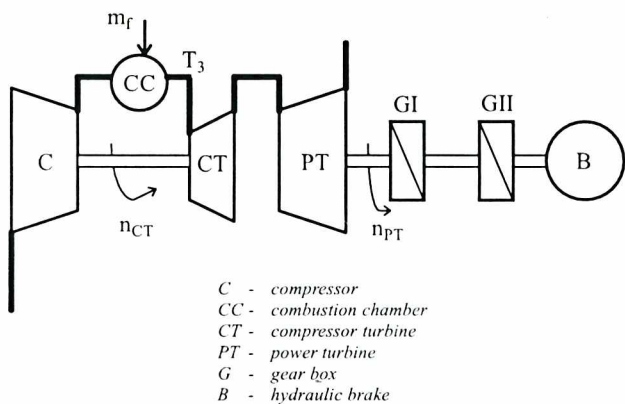 m_f
T_3
CC
GI
GII
C
CT
PT
B
n_CT
n_PT
C - compressor
CC - combustion chamber
CT - compressor turbine
PT - power turbine
G - gear box
B - hydraulic brake